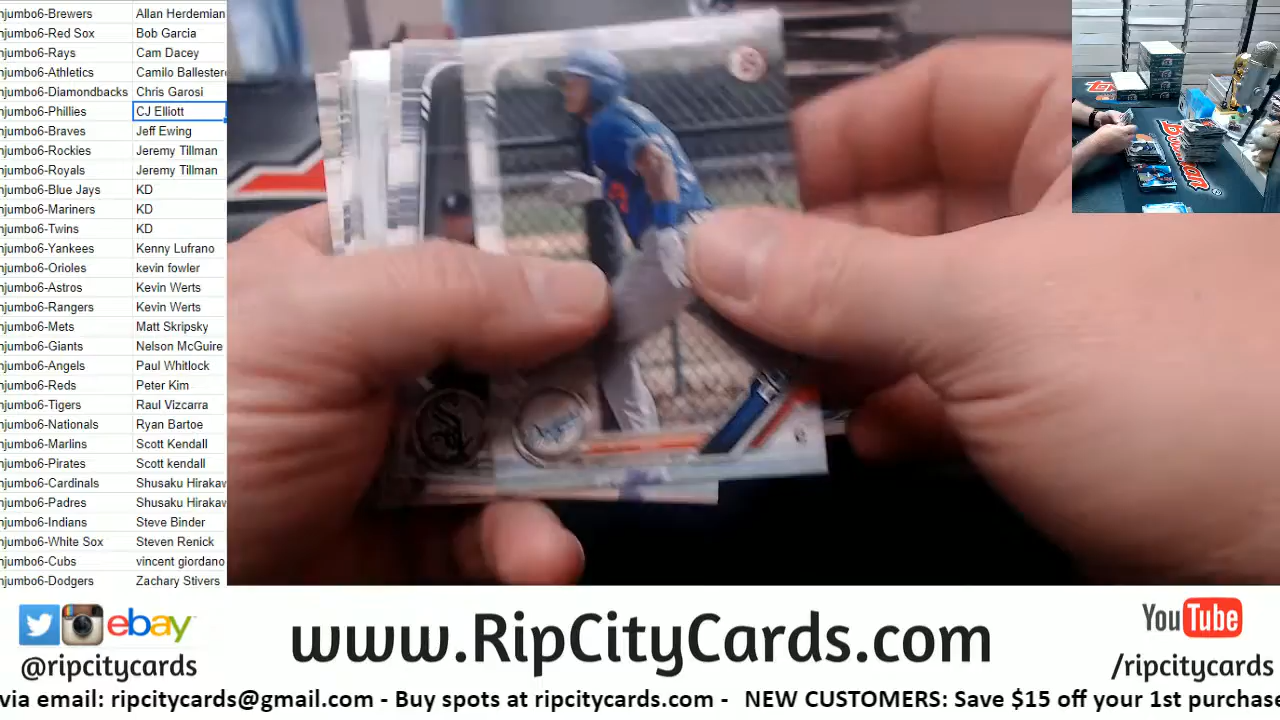 njumbo6-Brewers Allan Herdemian
njumbo6-Red Sox Bob Garcia
njumbo6-Rays Cam Dacey
njumbo6-Athletics Camilo Ballester
njumbo6-Diamondbacks Chris Garosi
njumbo6-Phillies CJ Elliott
njumbo6-Braves Jeff Ewing
njumbo6-Rockies Jeremy Tillman
njumbo6-Royals Jeremy Tillman
njumbo6-Blue Jays KD
njumbo6-Mariners KD
njumbo6-Twins KD
njumbo6-Yankees Kenny Lufrano
njumbo6-Orioles kevin fowler
njumbo6-Astros Kevin Werts
njumbo6-Rangers Kevin Werts
njumbo6-Mets Matt Skripsky
njumbo6-Giants Nelson McGuire
njumbo6-Angels Paul Whitlock
njumbo6-Reds Peter Kim
njumbo6-Tigers Raul Vizcarra
njumbo6-Nationals Ryan Bartoe
njumbo6-Marlins Scott Kendall
njumbo6-Pirates Scott kendall
njumbo6-Cardinals Shusaku Hirakaw
njumbo6-Padres Shusaku Hirakaw
njumbo6-Indians Steve Binder
njumbo6-White Sox Steven Renick
njumbo6-Cubs vincent giordano
njumbo6-Dodgers Zachary Stivers
Bowman
ebay
@ripcitycards
www.RipCityCards.com
YouTube
/ripcitycards
via email: ripcitycards@gmail.com - Buy spots at ripcitycards.com - NEW CUSTOMERS: Save $15 off your 1st purchase